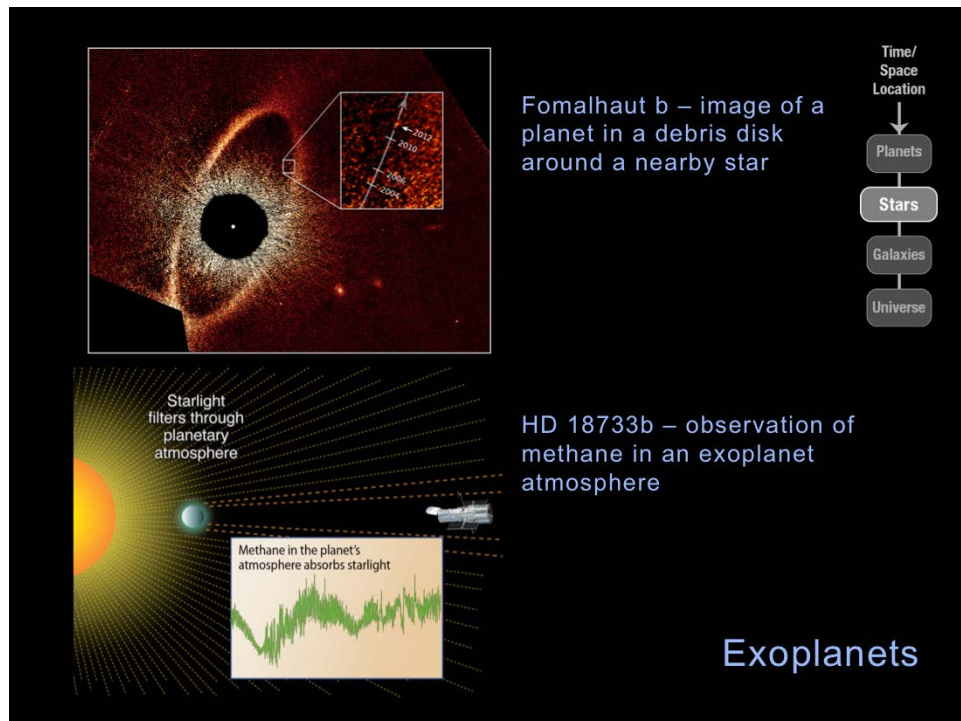 Fomalhaut b – image of a
planet in a debris disk
around a nearby star
2012
2010
2006
2004
Time/
Space
Location
Planets
Stars
Galaxies
Universe
Starlight
filters through
planetary
atmosphere
Methane in the planet's
atmosphere absorbs starlight
HD 18733b – observation of
methane in an exoplanet
atmosphere
Exoplanets